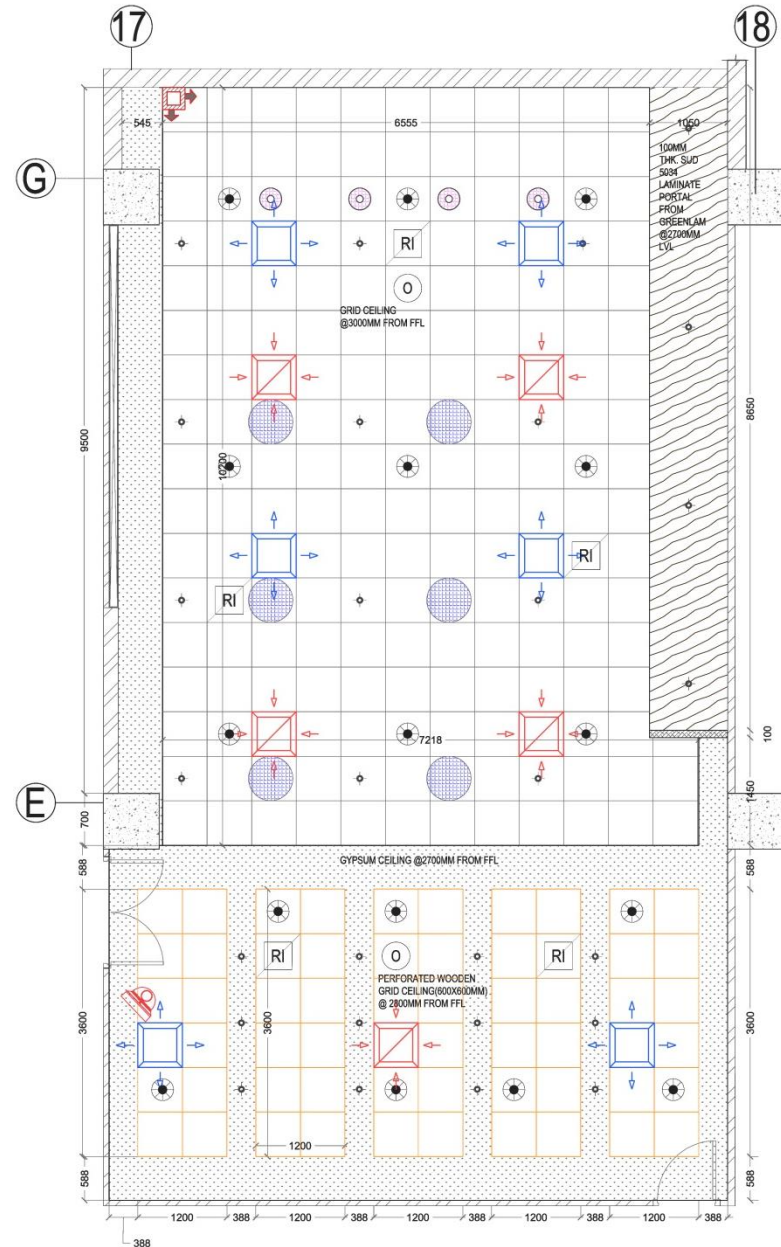 17
18
545
6555
1050
G
100MM
THK. SUD
5034
LAMINATE
PORTAL
FROM
GREENLAM
@2700MM
LVL
RI
O
GRID CEILING
@3000MM FROM FFL
8650
9500
10200
RI
RI
7218
100
E
700
1450
588
GYPSUM CEILING @2700MM FROM FFL
588
RI
O
RI
PERFORATED WOODEN
GRID CEILING(600X600MM)
@ 2800MM FROM FFL
3600
3600
3600
1200
588
588
1200
388
1200
388
1200
388
1200
388
1200
388
388